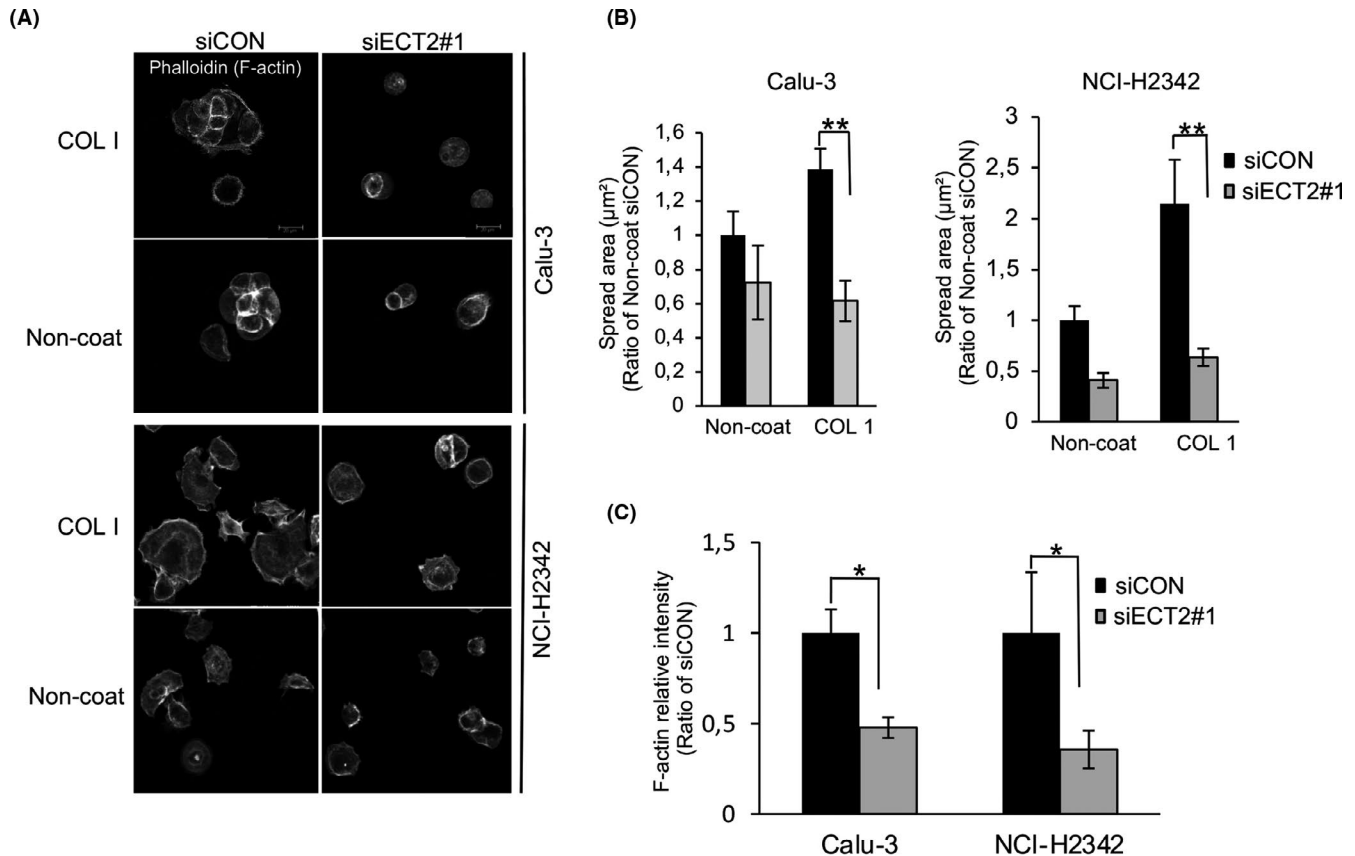 (A)
siCON siECT2#1
Phalloidin (F-actin)
COL I
Non-coat
Calu-3
COL I
Non-coat
NCI-H2342
(B)
Calu-3
Spread area (µm²)
(Ratio of Non-coat siCON)
1,6
1,4
1,2
1
0,8
0,6
0,4
0,2
0
**
Non-coat COL 1
NCI-H2342
Spread area (µm²)
(Ratio of Non-coat siCON)
3
2,5
2
1,5
1
0,5
0
**
Non-coat COL 1
siCON
siECT2#1
(C)
F-actin relative intensity
(Ratio of siCON)
1,5
1
0,5
0
*
*
Calu-3 NCI-H2342
siCON
siECT2#1